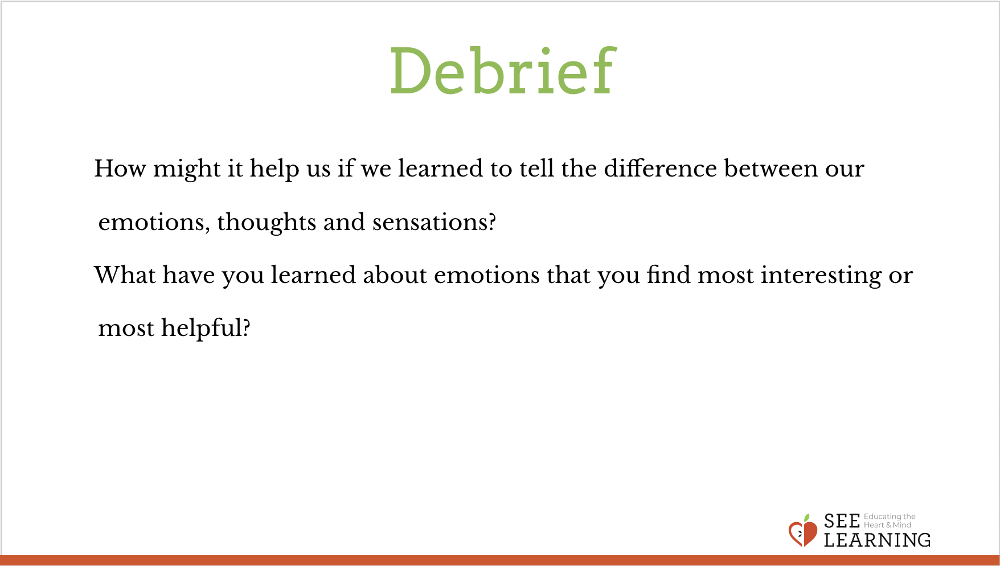 Debrief
How might it help us if we learned to tell the difference between our
emotions, thoughts and sensations?
What have you learned about emotions that you find most interesting or
most helpful?
SEE Educating the
Heart & Mind
LEARNING